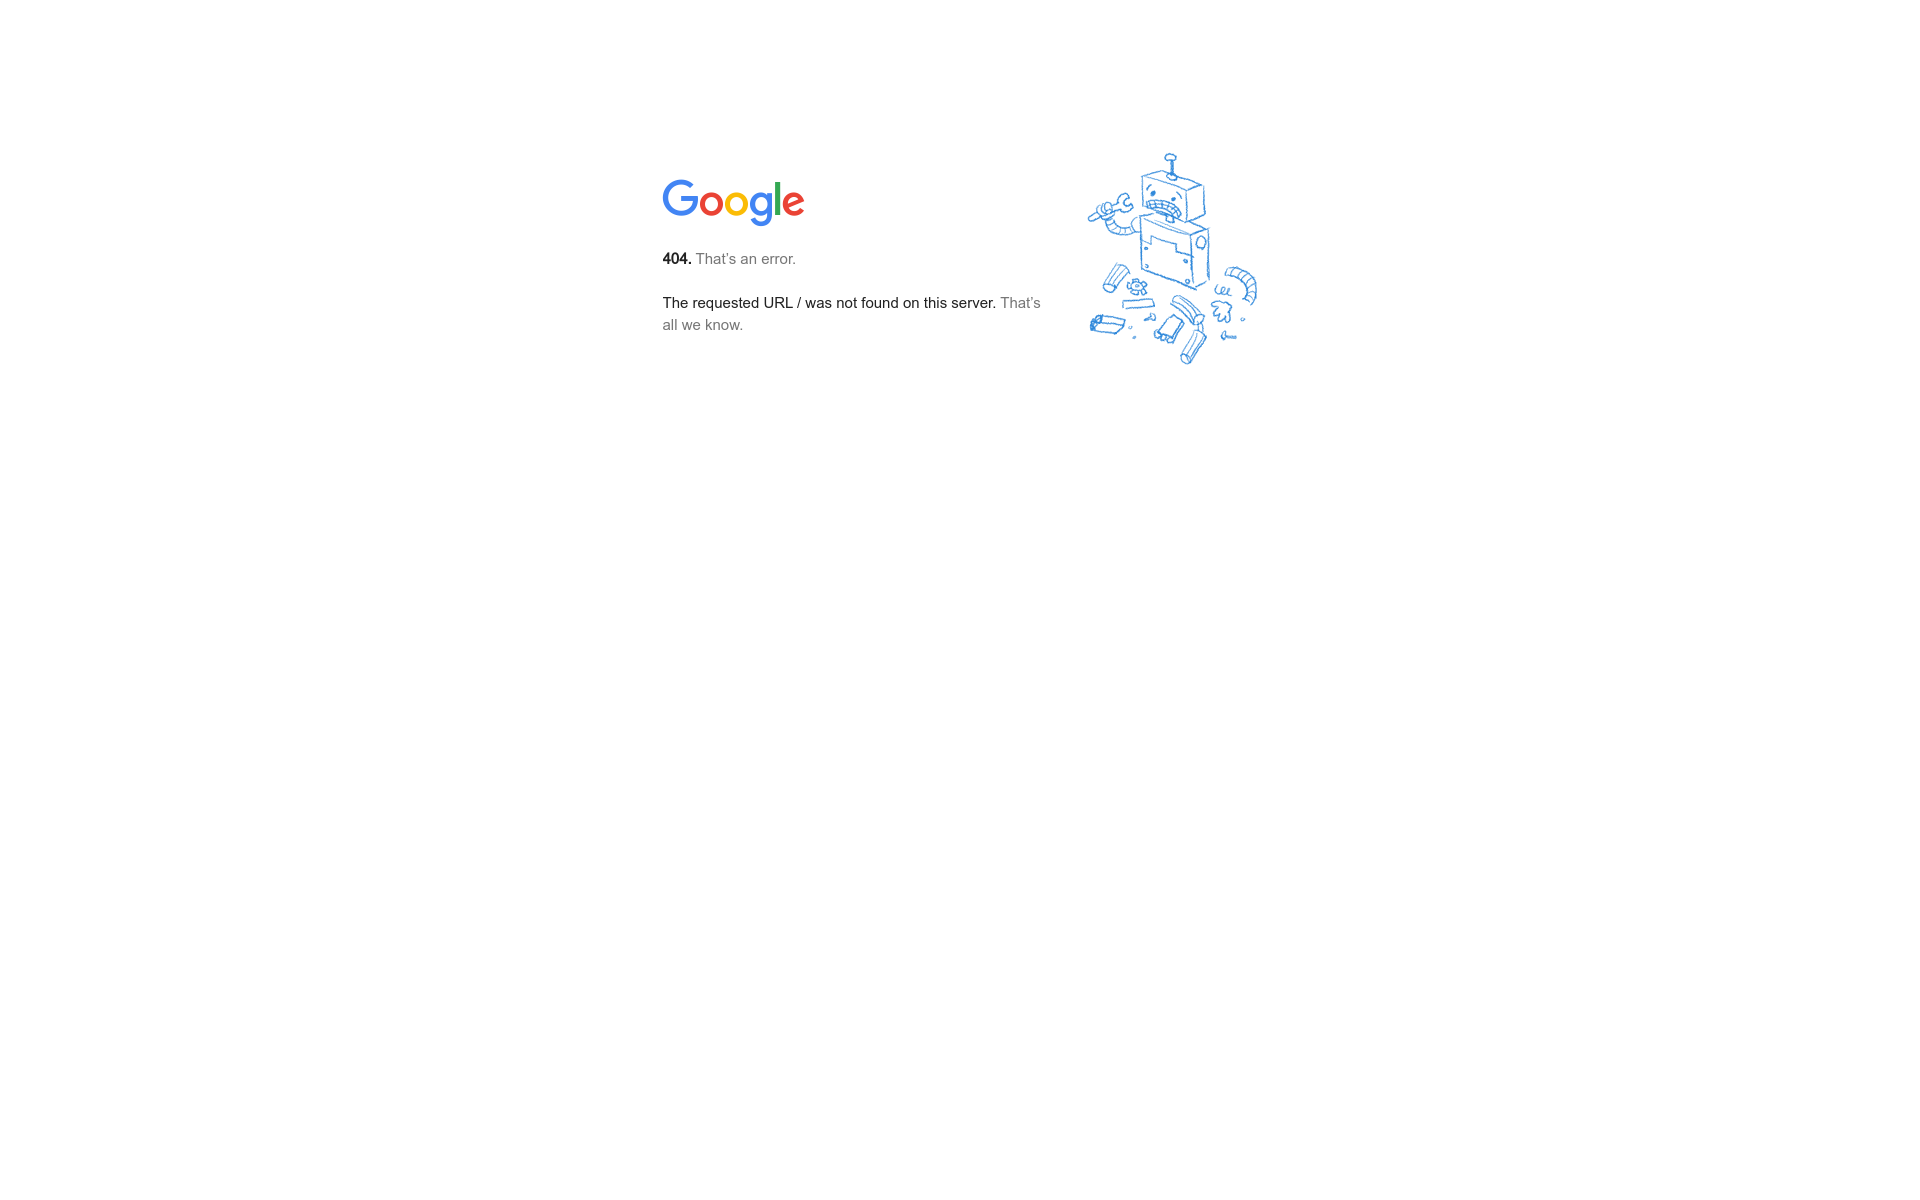 Google
404. That's an error.
The requested URL / was not found on this server. That's
all we know.